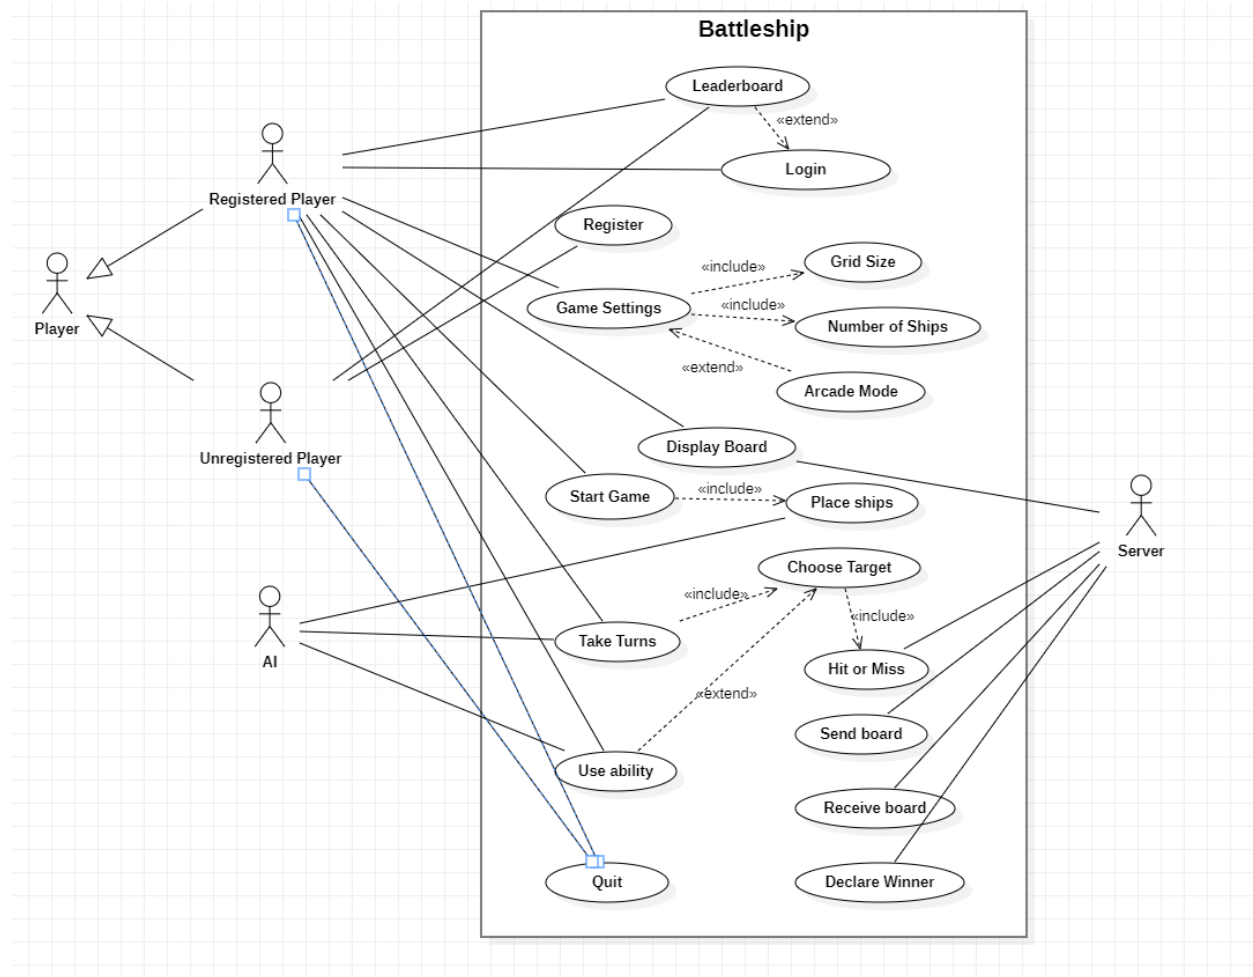 Battleship
Leaderboard
«extend»
Login
Registered Player
Register
Player
Game Settings
«include»
Grid Size
«include»
Number of Ships
«extend»
Arcade Mode
Unregistered Player
Display Board
Start Game
«include»
Place ships
Server
Choose Target
«include»
«include»
AI
Take Turns
Hit or Miss
«extend»
Send board
Use ability
Receive board
Quit
Declare Winner